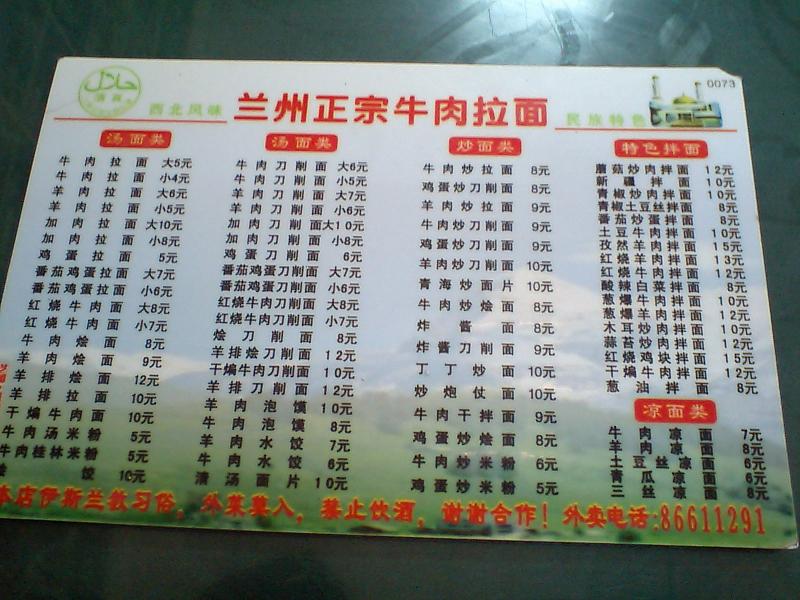 حلال
清真
西北风味
兰州正宗牛肉拉面
民族特色
0073
汤面类
牛肉拉面 大5元
牛肉拉面 小4元
羊肉拉面 大6元
羊肉拉面 小5元
加肉拉面 大10元
加肉拉面 小8元
鸡蛋拉面 5元
番茄鸡蛋拉面 大7元
番茄鸡蛋拉面 小6元
红烧牛肉面 大8元
红烧牛肉面 小7元
牛肉烩面 8元
羊肉烩面 9元
羊排烩面 12元
羊排拉面 10元
干煸牛肉面 10元
牛肉汤米粉 5元
牛肉桂林米粉 5元
饺 10元
汤面类
牛肉刀削面 大6元
牛肉刀削面 小5元
羊肉刀削面 大7元
羊肉刀削面 小6元
加肉刀削面 大10元
加肉刀削面 小8元
鸡蛋刀削面 6元
番茄鸡蛋刀削面 大7元
番茄鸡蛋刀削面 小6元
红烧牛肉刀削面 大8元
红烧牛肉刀削面 小7元
烩刀削面 8元
羊排烩刀削面 12元
干煸牛肉刀削面 10元
羊排刀削面 12元
羊肉泡馍 10元
牛肉泡馍 8元
羊肉水饺 7元
牛肉水饺 6元
清汤面片 10元
炒面类
牛肉炒拉面 8元
鸡蛋炒拉面 8元
羊肉炒拉面 9元
牛肉炒刀削面 9元
鸡蛋炒刀削面 9元
羊肉炒刀削面 10元
青海炒面片 10元
牛肉炒烩面 8元
炸酱面 8元
炸酱刀削面 9元
丁丁炒面 10元
炒炮仗面 10元
牛肉干拌面 9元
鸡蛋炒烩面 8元
牛肉炒米粉 6元
鸡蛋炒米粉 5元
特色拌面
蘑菇炒肉拌面 12元
新疆拌面 10元
青椒炒肉拌面 10元
青椒土豆丝拌面 8元
番茄炒蛋拌面 8元
土豆牛肉拌面 10元
孜然羊肉拌面 15元
红烧羊肉拌面 13元
红烧牛肉拌面 12元
酸辣白菜拌面 8元
葱爆牛肉拌面 10元
葱爆羊肉拌面 12元
木耳炒肉拌面 10元
蒜苔炒肉拌面 12元
红烧鸡块拌面 15元
干煸牛肉拌面 12元
葱油拌面 8元
凉面类
牛肉凉面 7元
羊肉凉面 8元
土豆丝凉面 6元
青瓜凉面 6元
三丝凉面 8元
本店伊斯兰教习俗，外菜莫入，禁止饮酒，谢谢合作！外卖电话:86611291